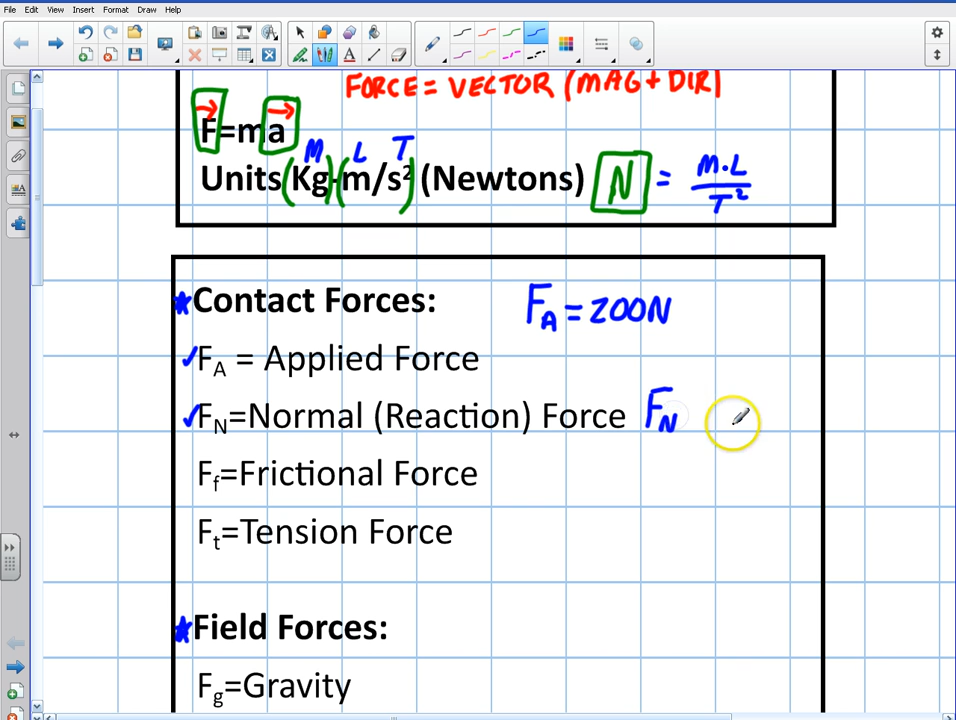 File Edit View Insert Format Draw Help
FORCE = VECTOR (MAG + DIR)
F=ma
M L T
Units(Kg)·(m/s²) (Newtons) N = M·L/T²
*Contact Forces: F_A = 200N
✓F_A = Applied Force
✓F_N=Normal (Reaction) Force F_N
F_f=Frictional Force
F_t=Tension Force
*Field Forces:
F_g=Gravity